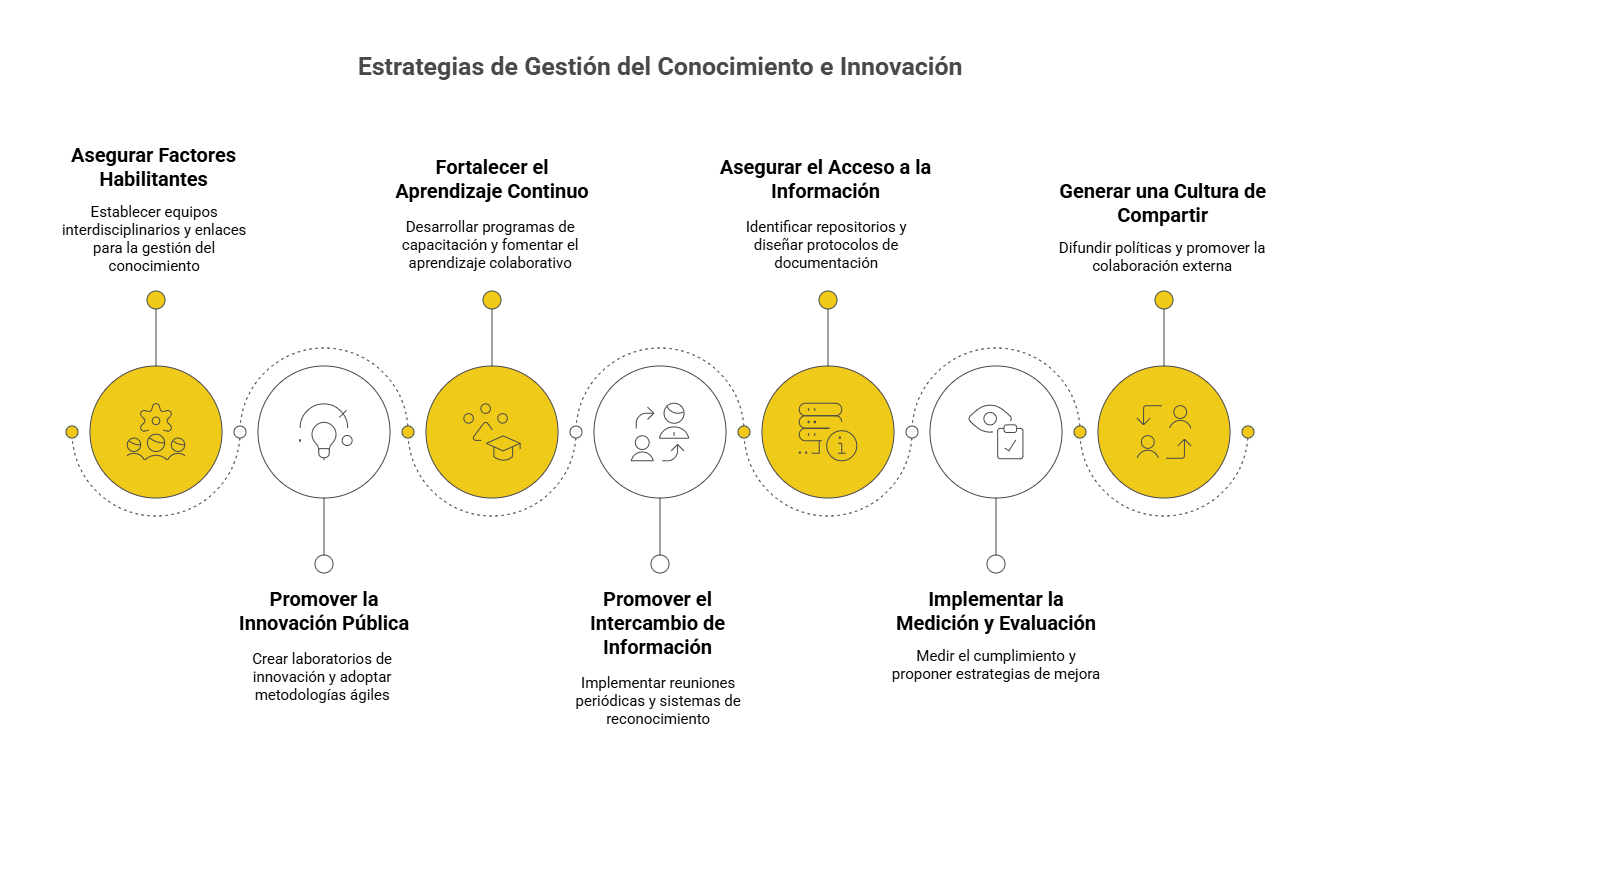 Estrategias de Gestión del Conocimiento e Innovación
Asegurar Factores
Habilitantes
Establecer equipos
interdisciplinarios y enlaces
para la gestión del
conocimiento
Promover la
Innovación Pública
Crear laboratorios de
innovación y adoptar
metodologías ágiles
Fortalecer el
Aprendizaje Continuo
Desarrollar programas de
capacitación y fomentar el
aprendizaje colaborativo
Promover el
Intercambio de
Información
Implementar reuniones
periódicas y sistemas de
reconocimiento
Asegurar el Acceso a la
Información
Identificar repositorios y
diseñar protocolos de
documentación
Implementar la
Medición y Evaluación
Medir el cumplimiento y
proponer estrategias de mejora
Generar una Cultura de
Compartir
Difundir políticas y promover la
colaboración externa